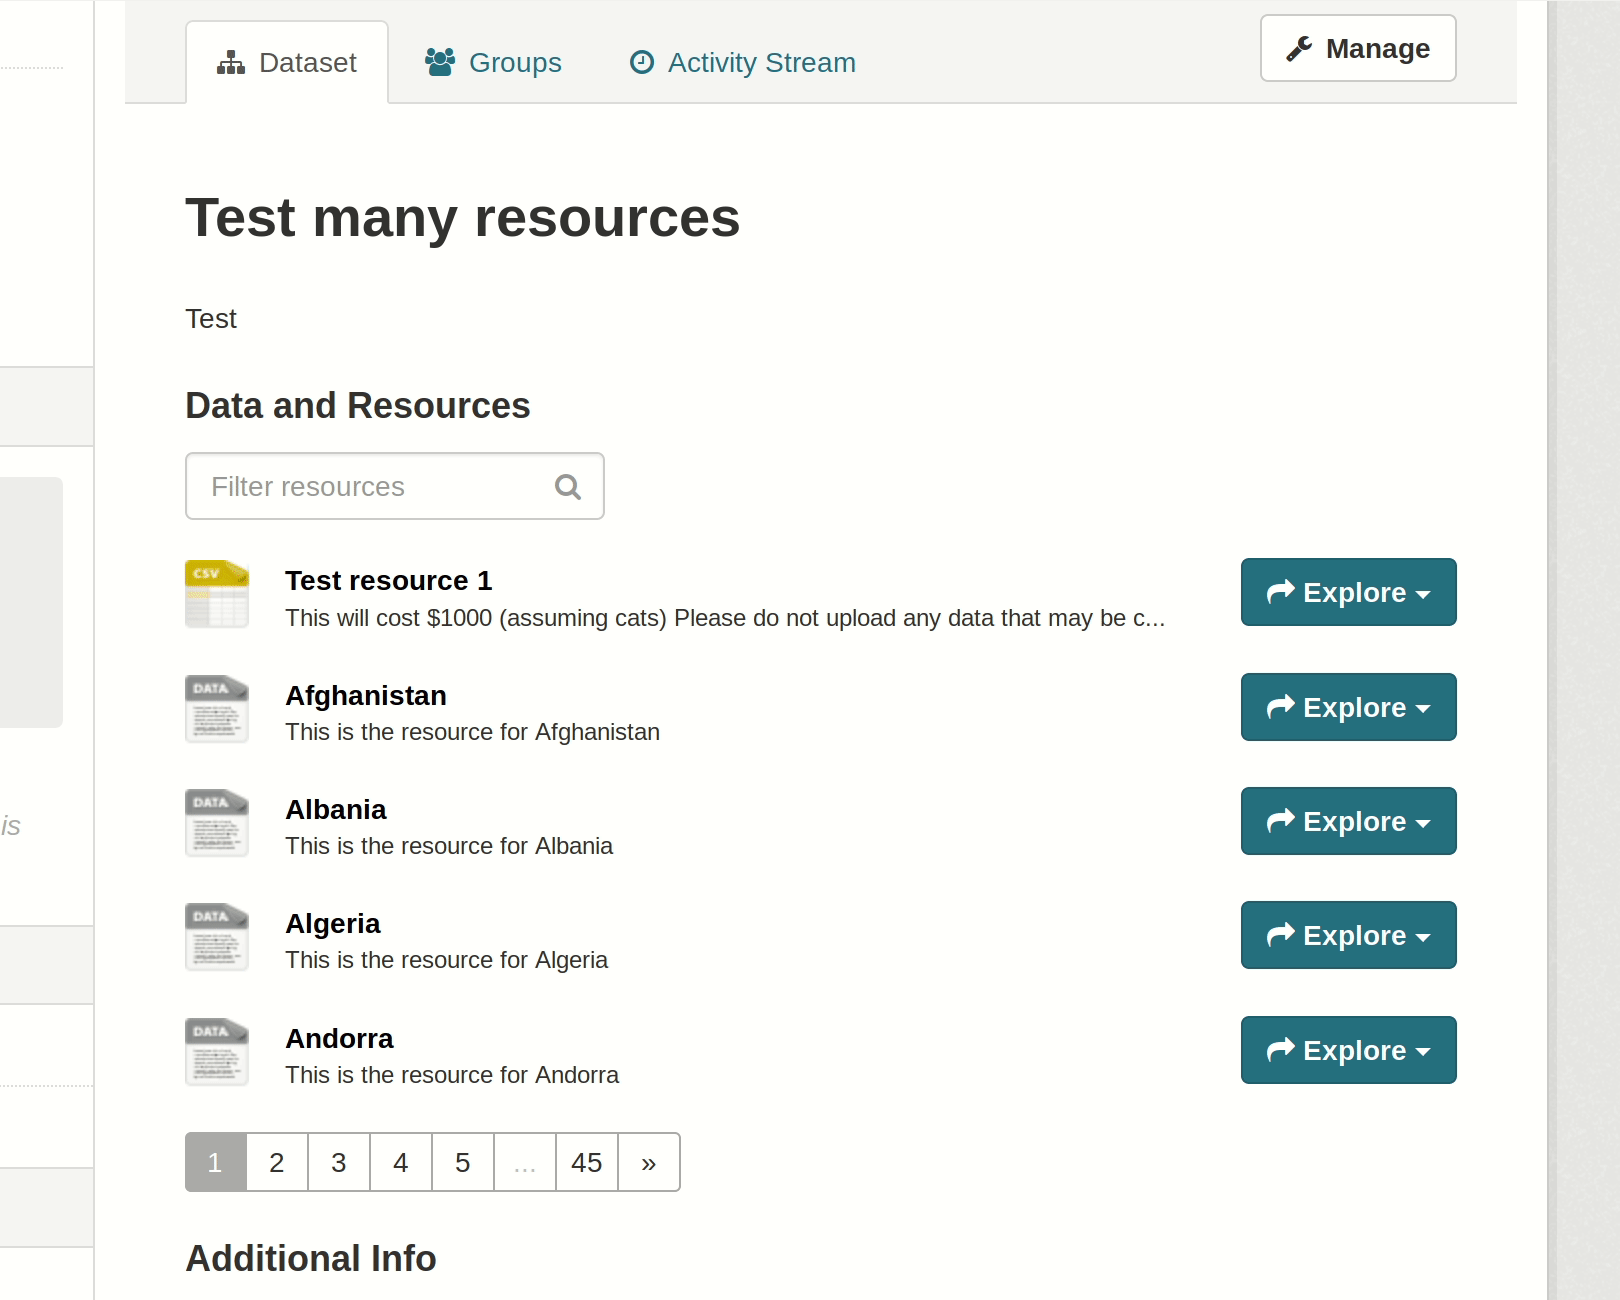 Dataset
Groups
Activity Stream
Manage
Test many resources
Test
Data and Resources
Filter resources
CSV
Test resource 1
Explore
This will cost $1000 (assuming cats) Please do not upload any data that may be c...
DATA
Afghanistan
Explore
This is the resource for Afghanistan
DATA
Albania
Explore
This is the resource for Albania
is
DATA
Algeria
Explore
This is the resource for Algeria
DATA
Andorra
Explore
This is the resource for Andorra
1 2 3 4 5 ... 45 »
Additional Info